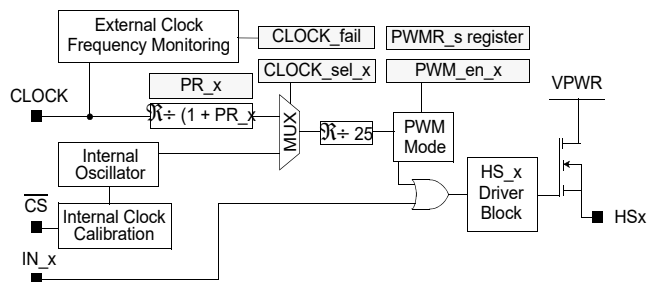 External Clock
Frequency Monitoring
CLOCK_fail
PWMR_s register
CLOCK_sel_x
PWM_en_x
PR_x
VPWR
CLOCK
ℜ÷ (1 + PR_x
MUX
ℜ÷ 25
PWM
Mode
Internal
Oscillator
HS_x
Driver
Block
CS
Internal Clock
Calibration
HSx
IN_x